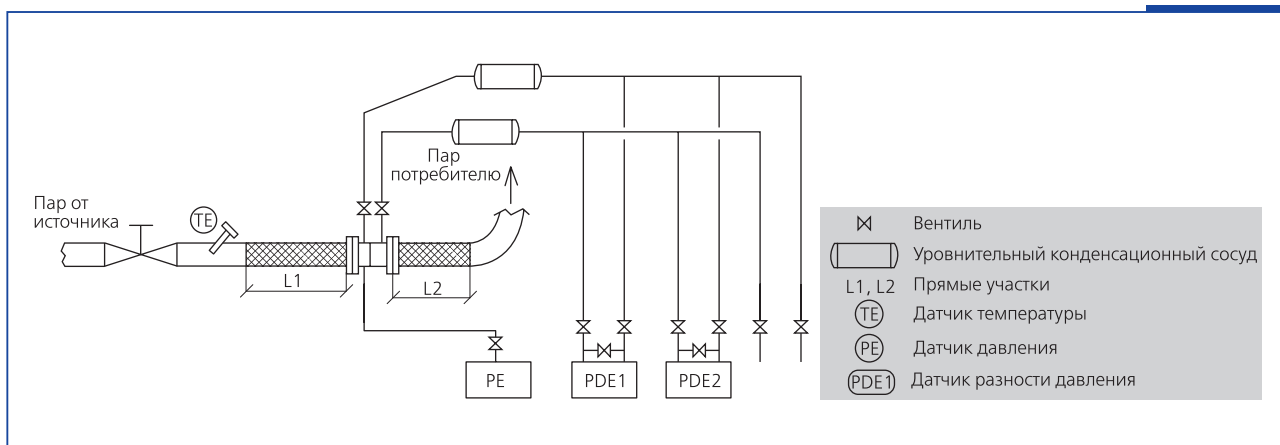 Пар
потребителю
Пар от
источника
TE
L1
L2
PE
PDE1
PDE2
Вентиль
Уровнительный конденсационный сосуд
L1, L2 Прямые участки
TE Датчик температуры
PE Датчик давления
PDE1 Датчик разности давления